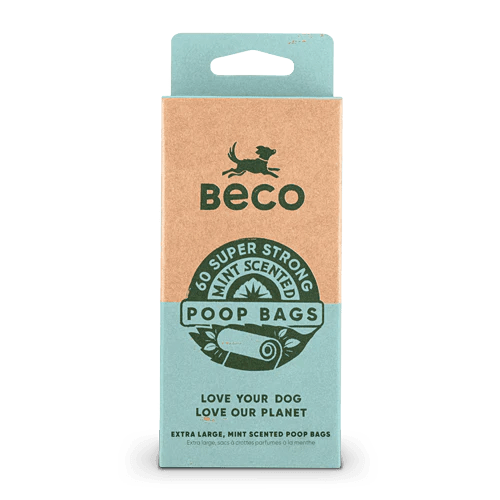 BECO
60 SUPER STRONG
MINT SCENTED
POOP BAGS
LOVE YOUR DOG
LOVE OUR PLANET
EXTRA LARGE, MINT SCENTED POOP BAGS
Extra large, sacs à crottes parfumés à la menthe